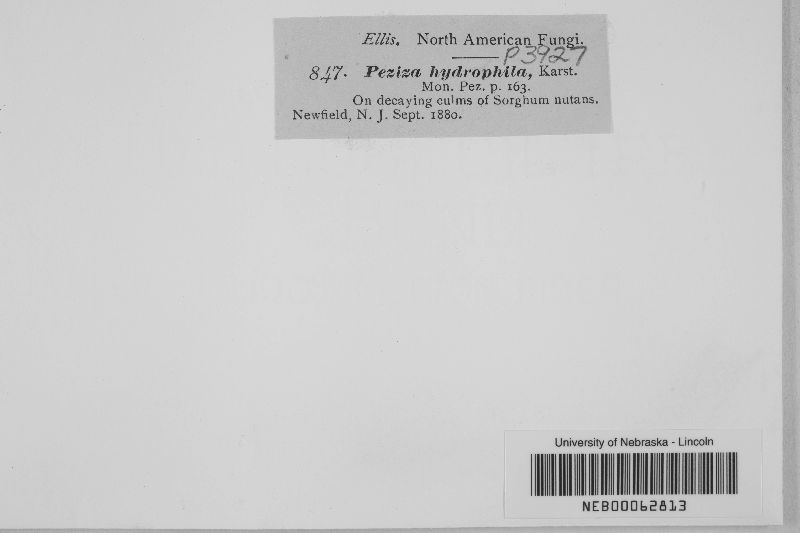 Ellis. North American Fungi.
P3927
847. Peziza hydrophila, Karst.
Mon. Pez. p. 163.
On decaying culms of Sorghum nutans.
Newfield, N. J. Sept. 1880.
University of Nebraska - Lincoln
NEB00062813